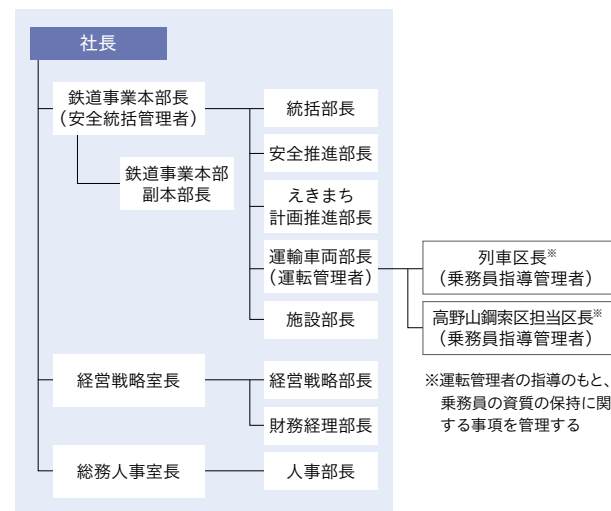 社長
鉄道事業本部長
（安全統括管理者）
鉄道事業本部
副本部長
統括部長
安全推進部長
えきまち
計画推進部長
運輸車両部長
（運転管理者）
施設部長
列車区長※
（乗務員指導管理者）
高野山鋼索区担当区長※
（乗務員指導管理者）
※運転管理者の指導のもと、
乗務員の資質の保持に関
する事項を管理する
経営戦略室長
経営戦略部長
財務経理部長
総務人事室長
人事部長